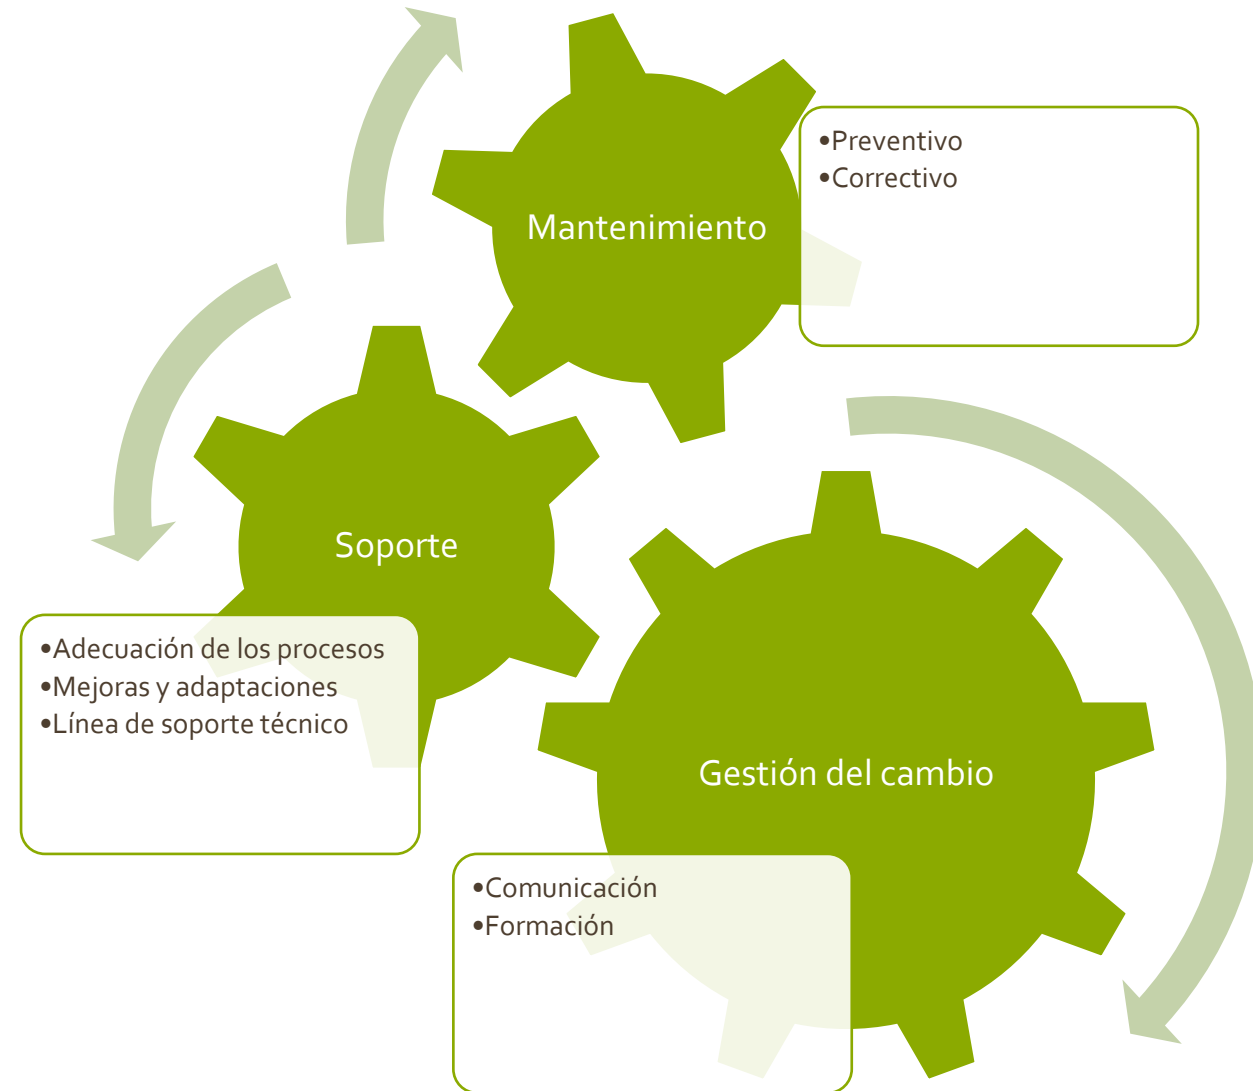 Mantenimiento
•Preventivo
•Correctivo
Soporte
•Adecuación de los procesos
•Mejoras y adaptaciones
•Línea de soporte técnico
Gestión del cambio
•Comunicación
•Formación